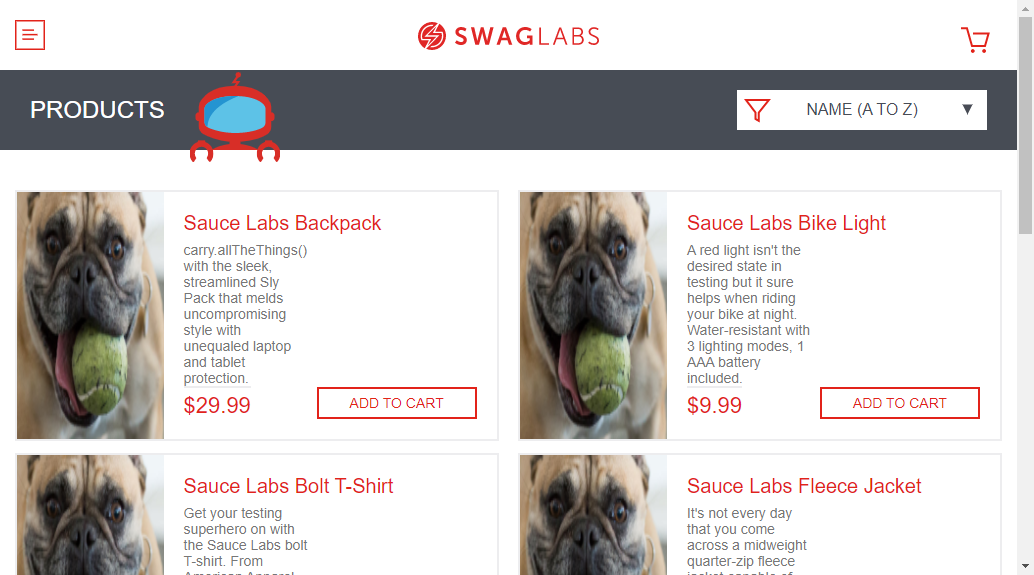 SWAGLABS
PRODUCTS
NAME (A TO Z)
Sauce Labs Backpack
carry.allTheThings()
with the sleek,
streamlined Sly
Pack that melds
uncompromising
style with
unequaled laptop
and tablet
protection.
$29.99
ADD TO CART
Sauce Labs Bike Light
A red light isn't the
desired state in
testing but it sure
helps when riding
your bike at night.
Water-resistant with
3 lighting modes, 1
AAA battery
included.
$9.99
ADD TO CART
Sauce Labs Bolt T-Shirt
Get your testing
superhero on with
the Sauce Labs bolt
T-shirt. From
American Apparel,
Sauce Labs Fleece Jacket
It's not every day
that you come
across a midweight
quarter-zip fleece
jacket capable of